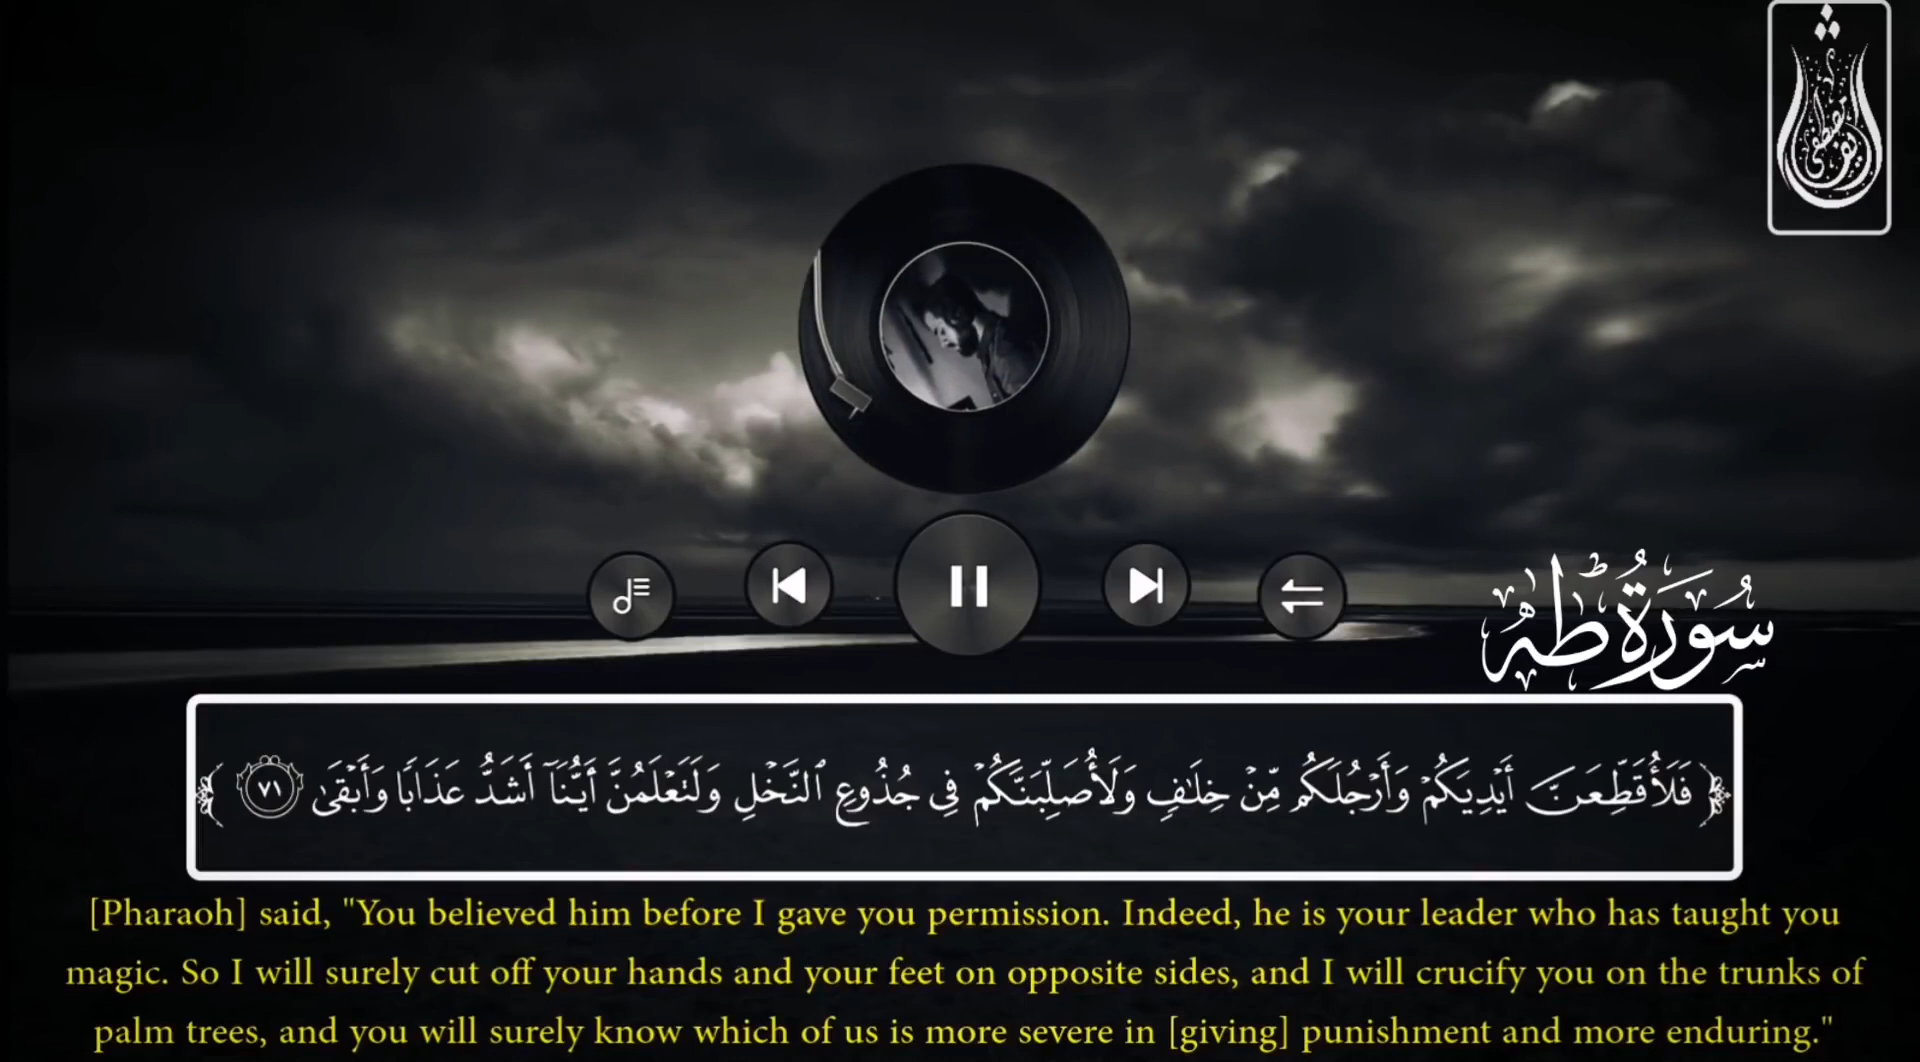 سُورَةُ طه
﴿ فَلَأُقَطِّعَنَّ أَيْدِيَكُمْ وَأَرْجُلَكُم مِّنْ خِلَٰفٍ وَلَأُصَلِّبَنَّكُمْ فِى جُذُوعِ ٱلنَّخْلِ وَلَتَعْلَمُنَّ أَيُّنَآ أَشَدُّ عَذَابًا وَأَبْقَىٰ ٧١ ﴾
[Pharaoh] said, "You believed him before I gave you permission. Indeed, he is your leader who has taught you
magic. So I will surely cut off your hands and your feet on opposite sides, and I will crucify you on the trunks of
palm trees, and you will surely know which of us is more severe in [giving] punishment and more enduring."